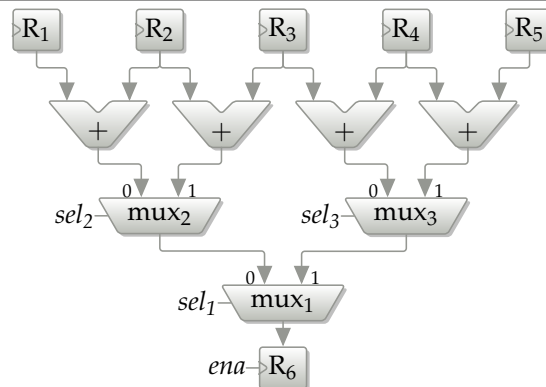 R₁ R₂ R₃ R₄ R₅
+ + + +
0 1 0 1
sel₂ mux₂ sel₃ mux₃
0 1
sel₁ mux₁
ena R₆